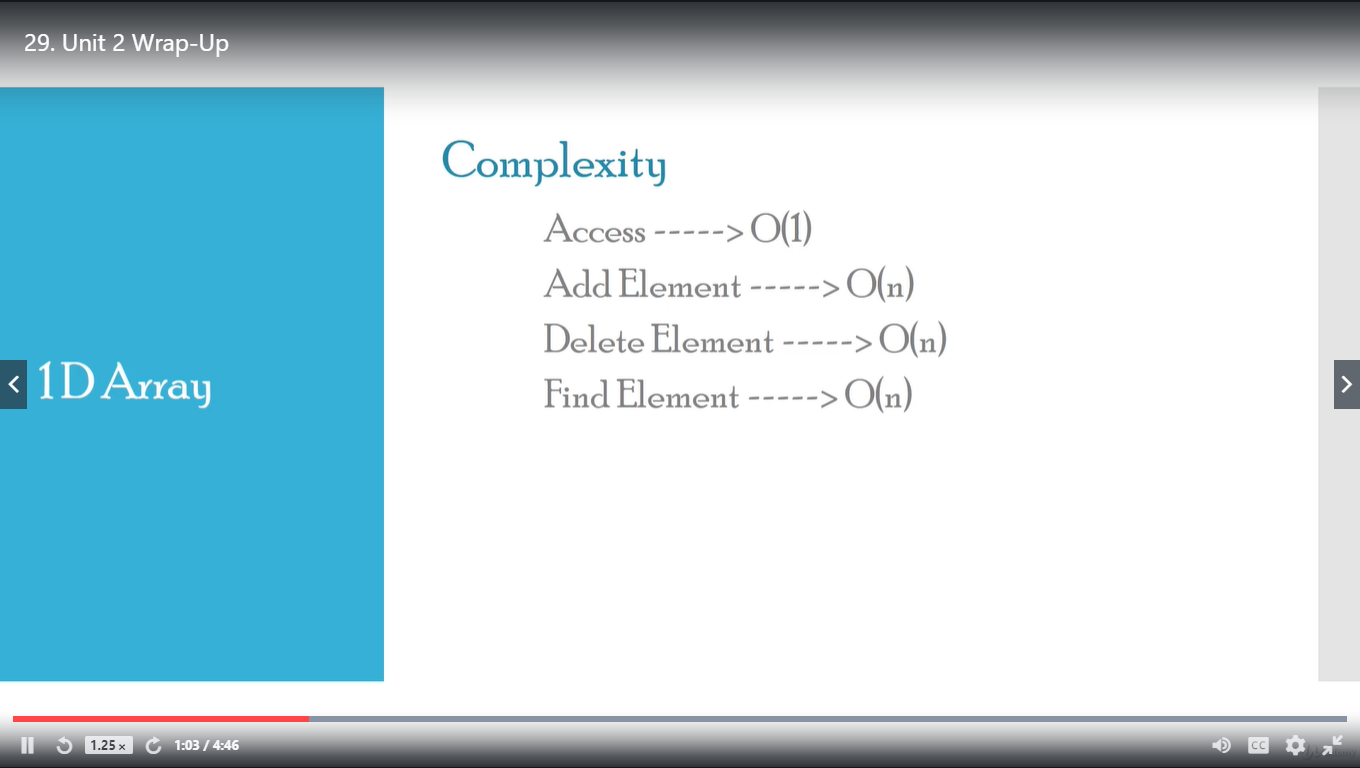 29. Unit 2 Wrap-Up
Complexity
Access -----> O(1)
Add Element -----> O(n)
Delete Element -----> O(n)
Find Element -----> O(n)
1D Array
1.25 x
1:03 / 4:46
CC